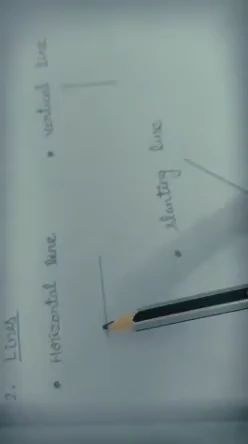 2. Lines
• Horizontal line
• vertical line
• slanting line